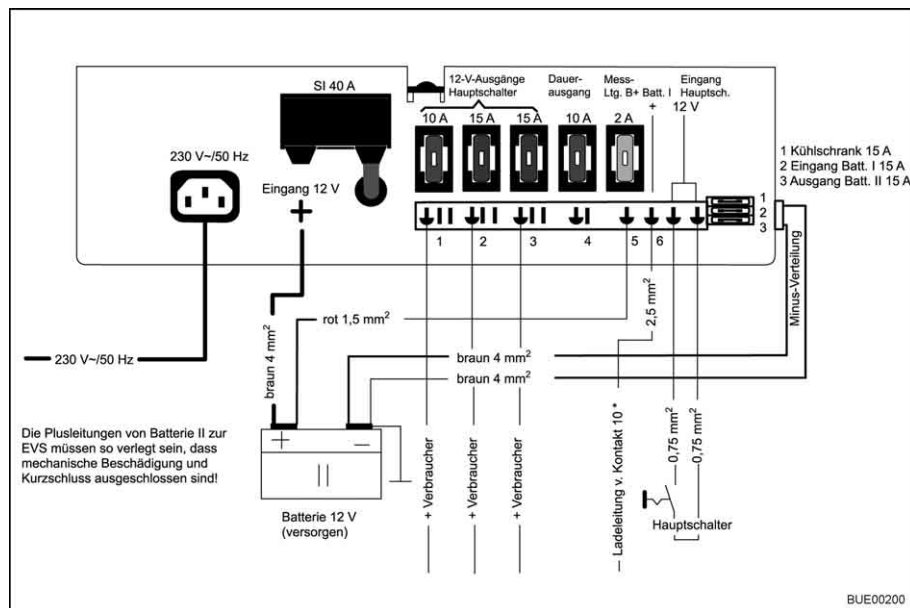 SI 40 A
12-V-Ausgänge
Hauptschalter
Dauer-
ausgang
Mess-
Ltg. B+
Batt. I
+
Eingang
Hauptsch.
12 V
10 A
15 A
15 A
10 A
2 A
230 V~/50 Hz
Eingang 12 V
+
1 Kühlschrank 15 A
2 Eingang Batt. I 15 A
3 Ausgang Batt. II 15 A
1
2
3
1
2
3
4
5
6
Minus-Verteilung
rot 1,5 mm²
2,5 mm²
braun 4 mm²
230 V~/50 Hz
braun 4 mm²
braun 4 mm²
Die Plusleitungen von Batterie II zur
EVS müssen so verlegt sein, dass
mechanische Beschädigung und
Kurzschluss ausgeschlossen sind!
+
–
II
Batterie 12 V
(versorgen)
+ Verbraucher
+ Verbraucher
+ Verbraucher
Ladeleitung v. Kontakt 10 *
0,75 mm²
0,75 mm²
Hauptschalter
BUE00200